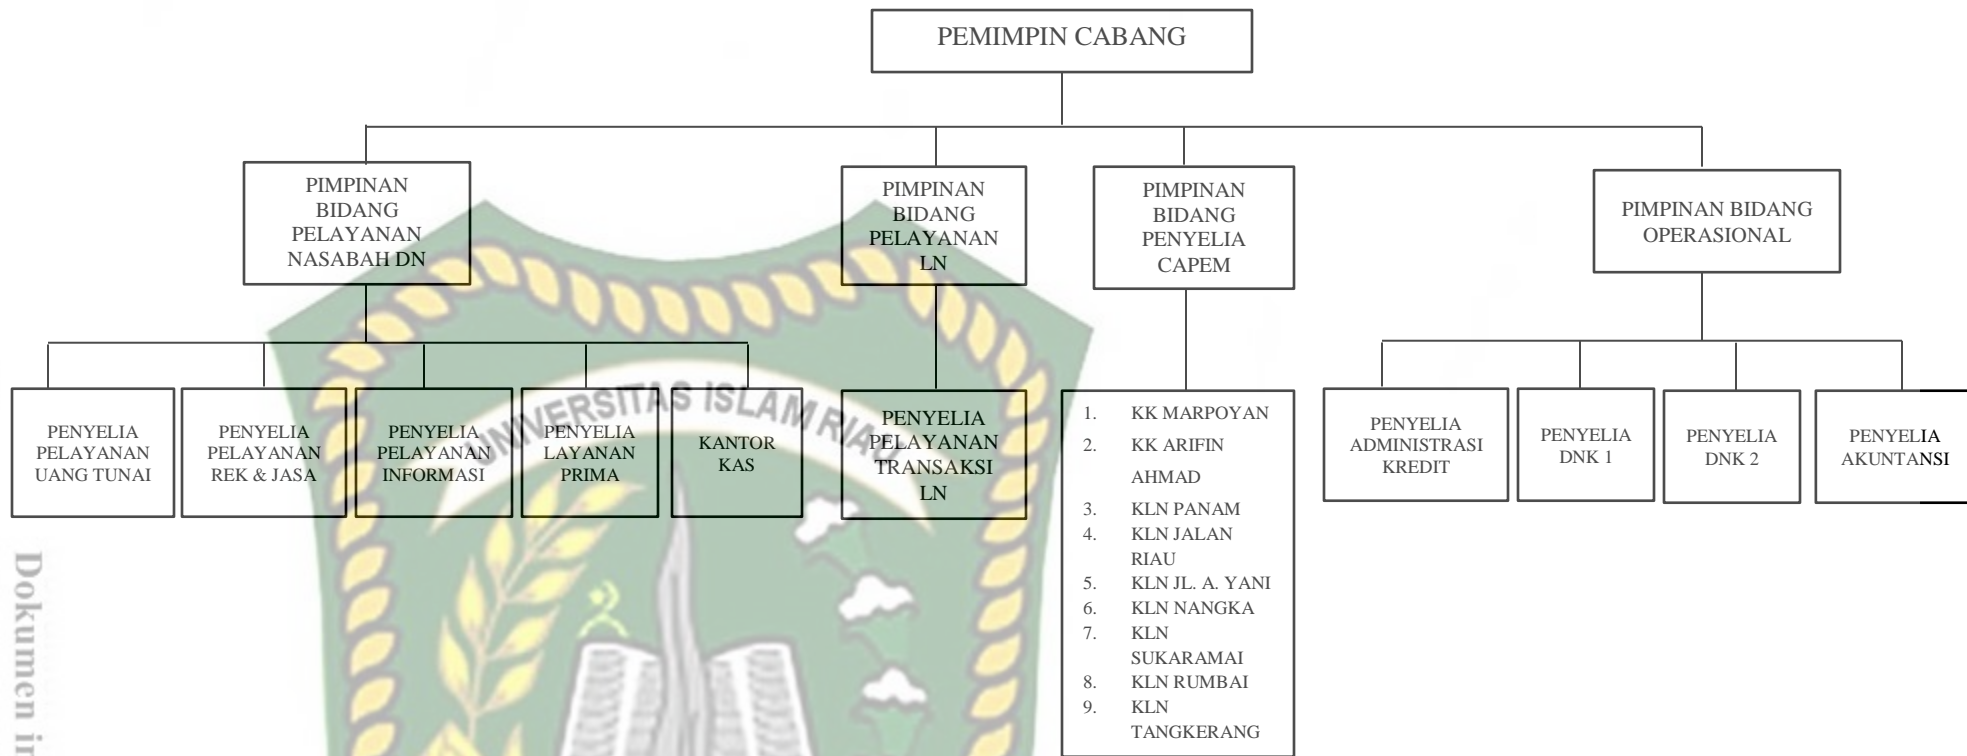 PEMIMPIN CABANG
PIMPINAN
BIDANG
PELAYANAN
NASABAH DN
PIMPINAN
BIDANG
PELAYANAN
LN
PIMPINAN
BIDANG
PENYELIA
CAPEM
PIMPINAN BIDANG
OPERASIONAL
PENYELIA
PELAYANAN
UANG TUNAI
PENYELIA
PELAYANAN
REK & JASA
PENYELIA
PELAYANAN
INFORMASI
PENYELIA
LAYANAN
PRIMA
KANTOR
KAS
PENYELIA
PELAYANAN
TRANSAKSI
LN
1. KK MARPOYAN
2. KK ARIFIN
AHMAD
3. KLN PANAM
4. KLN JALAN
RIAU
5. KLN JL. A. YANI
6. KLN NANGKA
7. KLN
SUKARAMAI
8. KLN RUMBAI
9. KLN
TANGKERANG
PENYELIA
ADMINISTRASI
KREDIT
PENYELIA
DNK 1
PENYELIA
DNK 2
PENYELIA
AKUNTANSI
UNIVERSITAS ISLAM RIAU
Dokumen in